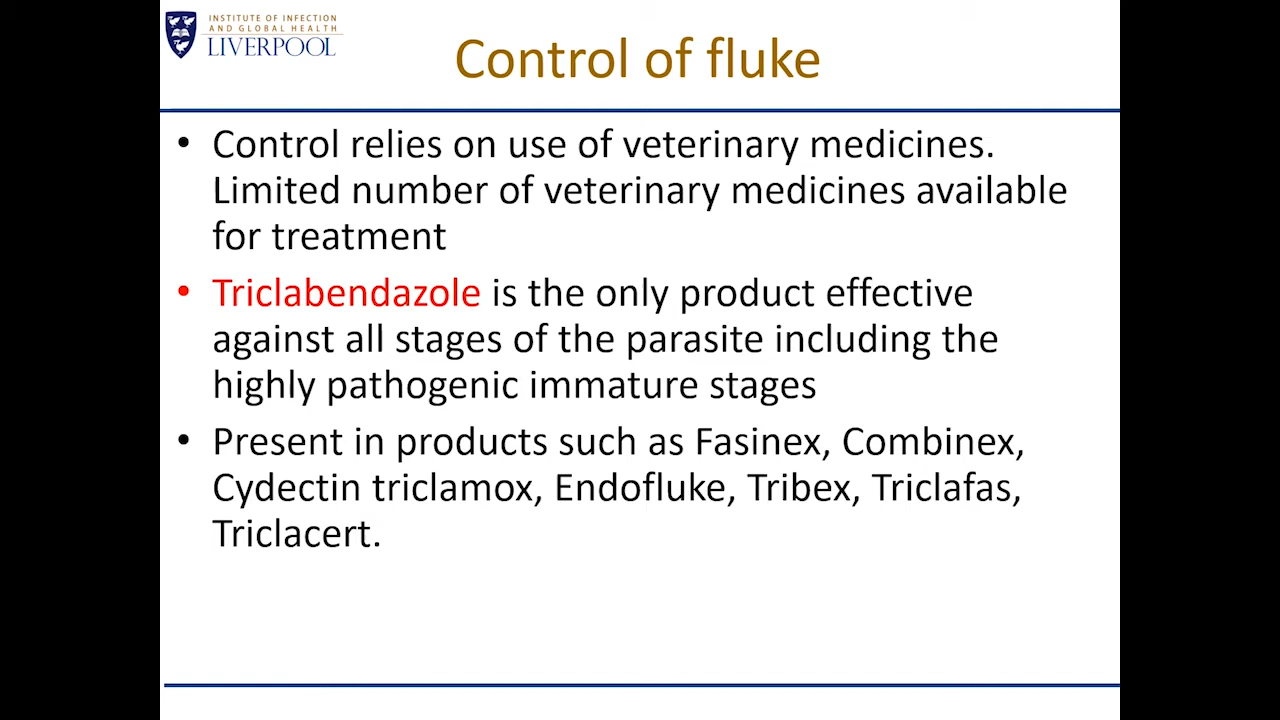 INSTITUTE OF INFECTION
AND GLOBAL HEALTH
LIVERPOOL
Control of fluke
• Control relies on use of veterinary medicines.
Limited number of veterinary medicines available
for treatment
• Triclabendazole is the only product effective
against all stages of the parasite including the
highly pathogenic immature stages
• Present in products such as Fasinex, Combinex,
Cydectin triclamox, Endofluke, Tribex, Triclafas,
Triclacert.